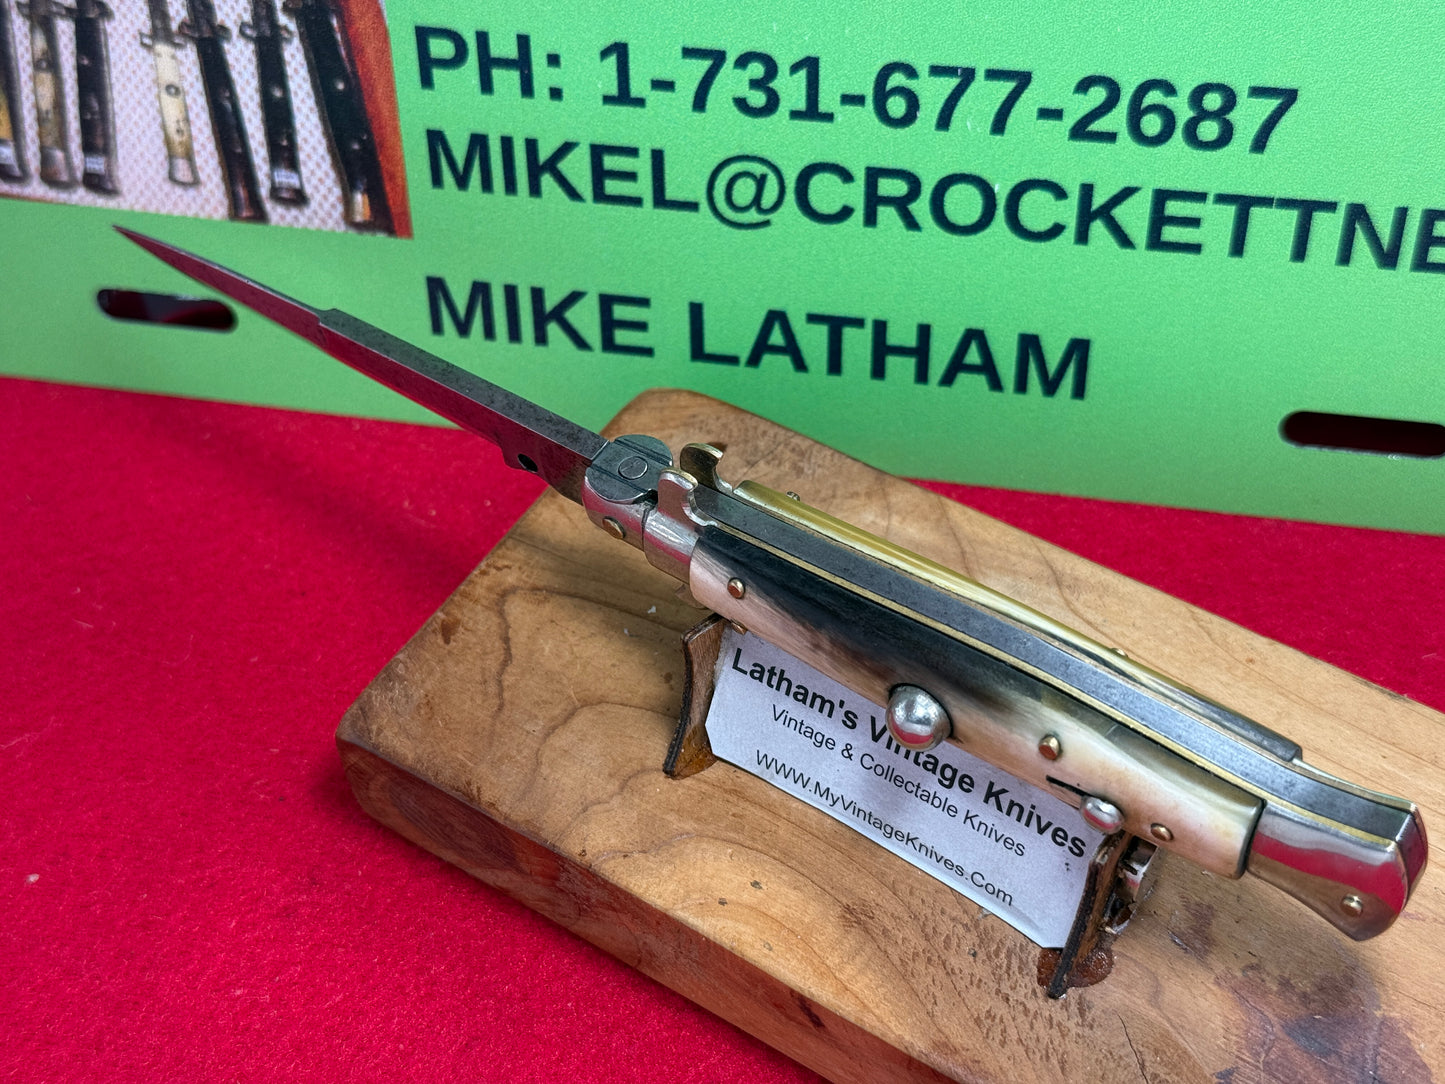 PH: 1-731-677-2687
MIKEL@CROCKETTNE
MIKE LATHAM
Latham's Vintage Knives
Vintage & Collectable Knives
www.MyVintageKnives.Com